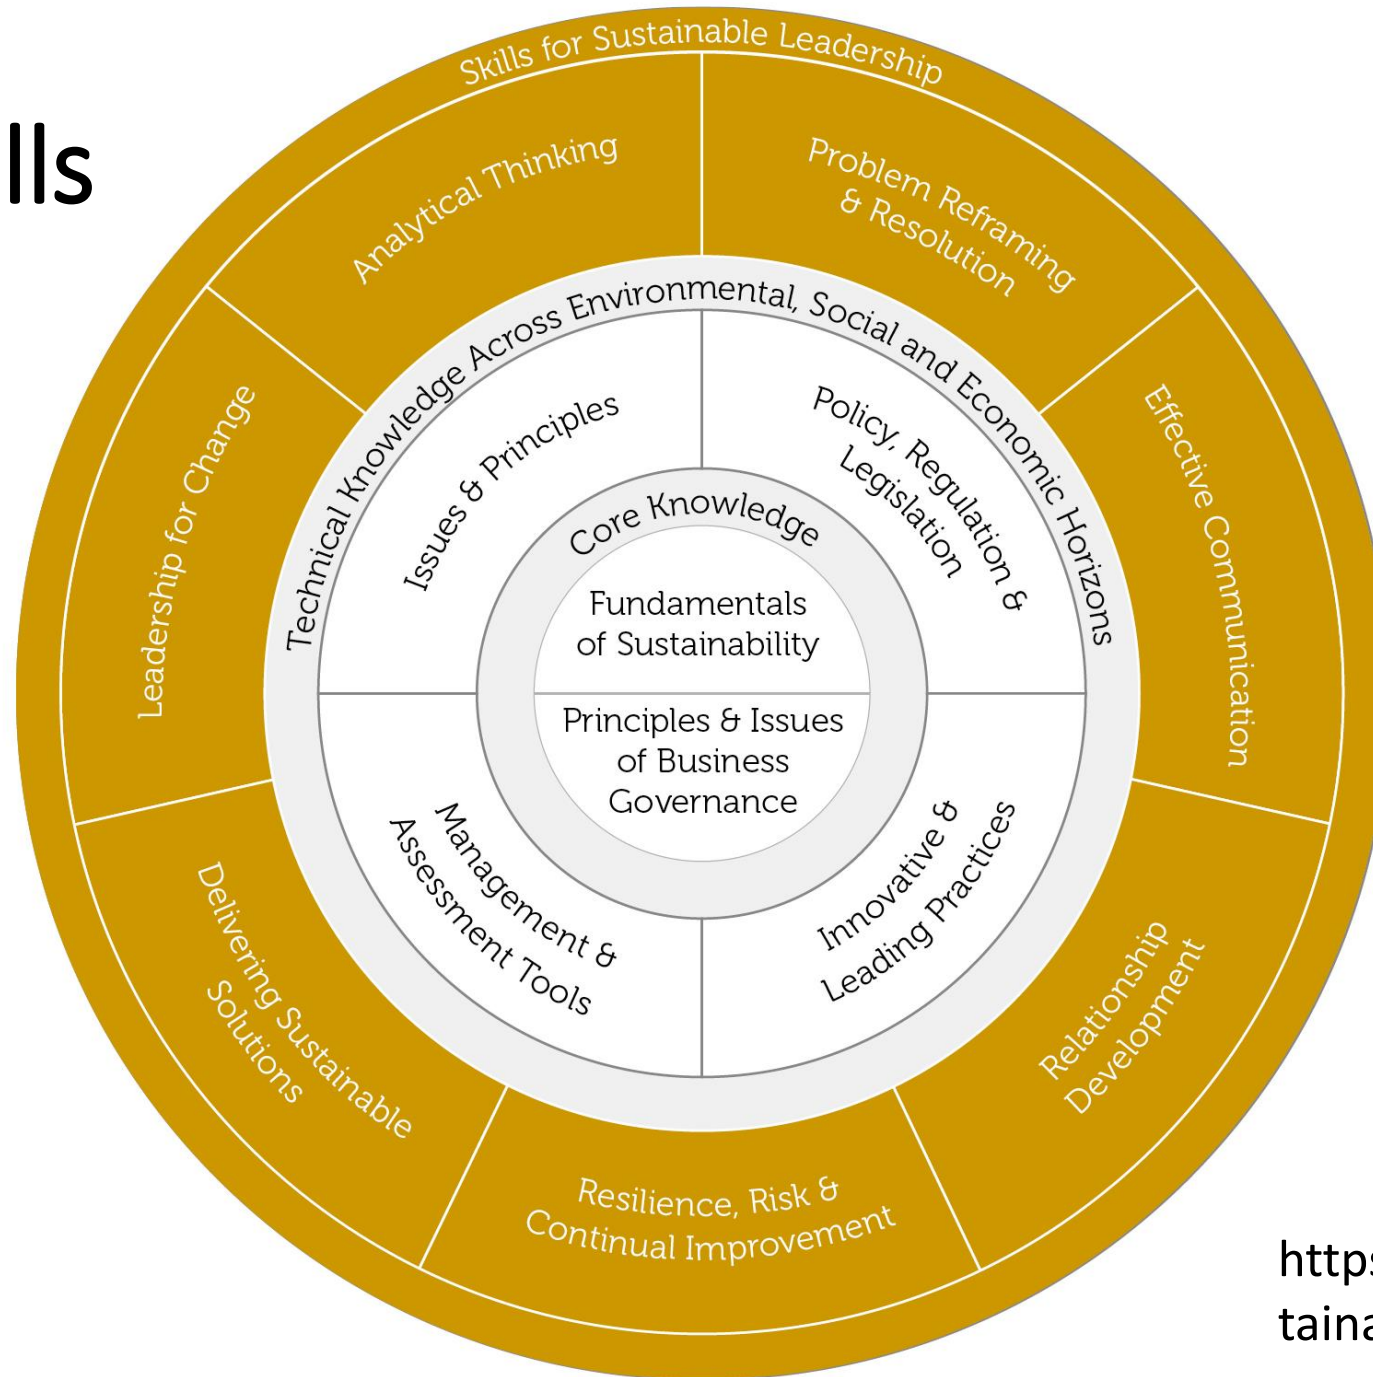 lls
Skills for Sustainable Leadership
Analytical Thinking
Problem Reframing
& Resolution
Effective Communication
Relationship
Development
Resilience, Risk &
Continual Improvement
Delivering Sustainable
Solutions
Leadership for Change
Technical Knowledge Across Environmental, Social and Economic Horizons
Issues & Principles
Policy, Regulation &
Legislation
Innovative &
Leading Practices
Management &
Assessment Tools
Core Knowledge
Fundamentals
of Sustainability
Principles & Issues
of Business
Governance
https
taina